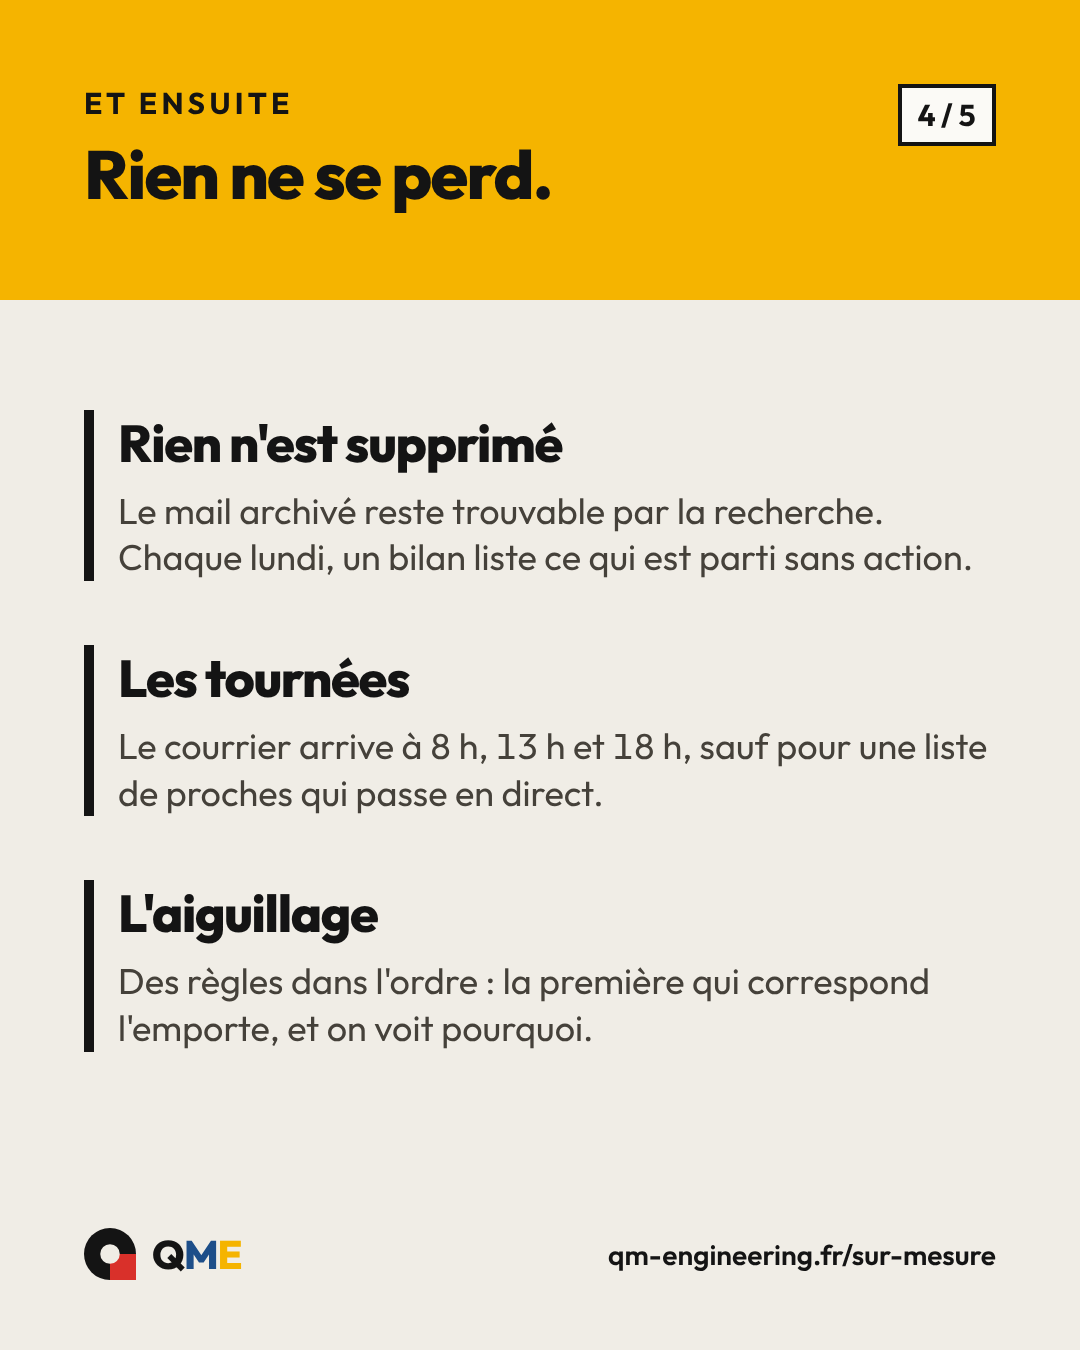 ET ENSUITE
4/5
Rien ne se perd.
Rien n'est supprimé
Le mail archivé reste trouvable par la recherche.
Chaque lundi, un bilan liste ce qui est parti sans action.
Les tournées
Le courrier arrive à 8 h, 13 h et 18 h, sauf pour une liste
de proches qui passe en direct.
L'aiguillage
Des règles dans l'ordre : la première qui correspond
l'emporte, et on voit pourquoi.
QME
qm-engineering.fr/sur-mesure